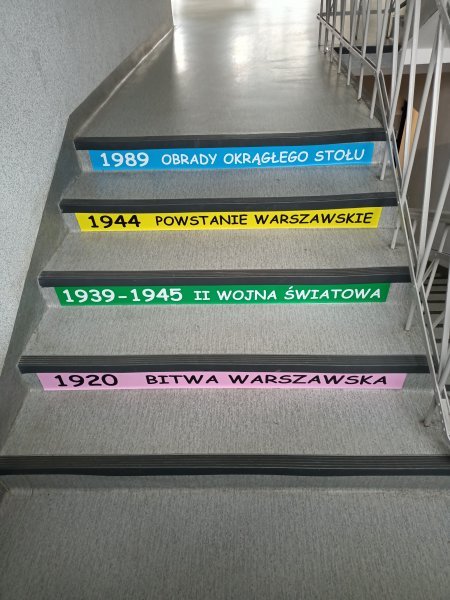 1989 OBRADY OKRĄGŁEGO STOŁU
1944 POWSTANIE WARSZAWSKIE
1939-1945 II WOJNA ŚWIATOWA
1920 BITWA WARSZAWSKA